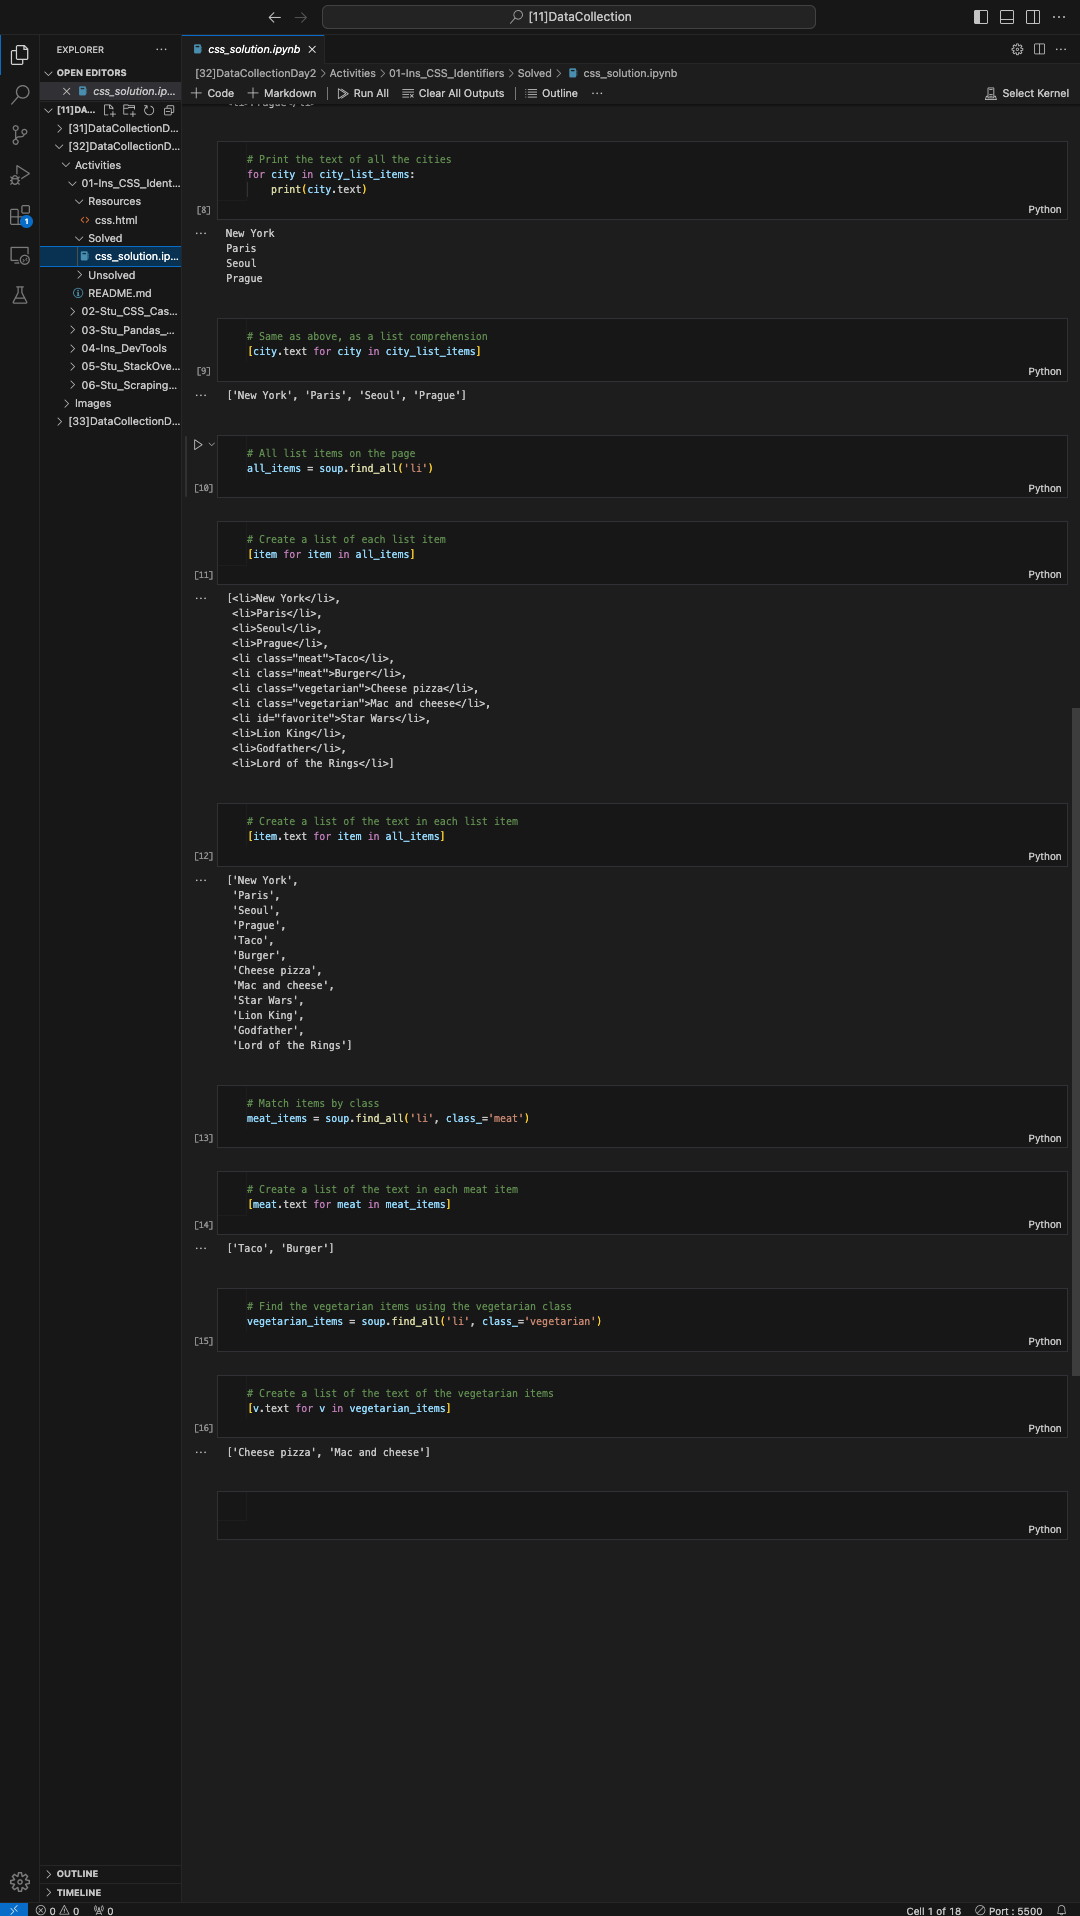 [11]DataCollection
EXPLORER
css_solution.ipynb
OPEN EDITORS
css_solution.ip...
[11]DA...
[31]DataCollectionD...
[32]DataCollectionD...
Activities
01-Ins_CSS_Ident...
Resources
css.html
Solved
css_solution.ip...
Unsolved
README.md
02-Stu_CSS_Cas...
03-Stu_Pandas_...
04-Ins_DevTools
05-Stu_StackOve...
06-Stu_Scraping...
Images
[33]DataCollectionD...
1
[32]DataCollectionDay2 > Activities > 01-Ins_CSS_Identifiers > Solved > css_solution.ipynb
+ Code + Markdown | Run All Clear All Outputs | Outline ... Select Kernel
# Print the text of all the cities
for city in city_list_items:
print(city.text)
[8] Python
New York
Paris
Seoul
Prague
# Same as above, as a list comprehension
[city.text for city in city_list_items]
[9] Python
['New York', 'Paris', 'Seoul', 'Prague']
# All list items on the page
all_items = soup.find_all('li')
[10] Python
# Create a list of each list item
[item for item in all_items]
[11] Python
[<li>New York</li>,
<li>Paris</li>,
<li>Seoul</li>,
<li>Prague</li>,
<li class="meat">Taco</li>,
<li class="meat">Burger</li>,
<li class="vegetarian">Cheese pizza</li>,
<li class="vegetarian">Mac and cheese</li>,
<li id="favorite">Star Wars</li>,
<li>Lion King</li>,
<li>Godfather</li>,
<li>Lord of the Rings</li>]
# Create a list of the text in each list item
[item.text for item in all_items]
[12] Python
['New York',
'Paris',
'Seoul',
'Prague',
'Taco',
'Burger',
'Cheese pizza',
'Mac and cheese',
'Star Wars',
'Lion King',
'Godfather',
'Lord of the Rings']
# Match items by class
meat_items = soup.find_all('li', class_='meat')
[13] Python
# Create a list of the text in each meat item
[meat.text for meat in meat_items]
[14] Python
['Taco', 'Burger']
# Find the vegetarian items using the vegetarian class
vegetarian_items = soup.find_all('li', class_='vegetarian')
[15] Python
# Create a list of the text of the vegetarian items
[v.text for v in vegetarian_items]
[16] Python
['Cheese pizza', 'Mac and cheese']
Python
OUTLINE
TIMELINE
0 0 0 Cell 1 of 18 Port : 5500